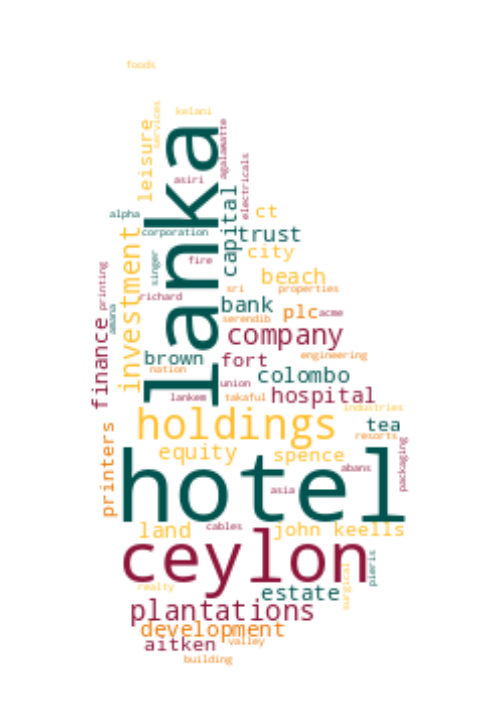 foods
services
kelani
leisure
lanka
agalawatte
asiri
electricals
capital
alpha
ct
corporation
trust
investment
singer
fire
city
printing
beach
sri
properties
richard
amana
bank
plc
acme
serendib
finance
company
brown
fort
engineering
nation
colombo
union
lankem
takaful
hospital
industries
holdings
tea
printers
resorts
packaging
equity
spence
abans
hotel
asia
land
cables
john keells
ceylon
pieris
surgical
realty
estate
plantations
development
aitken
valley
building